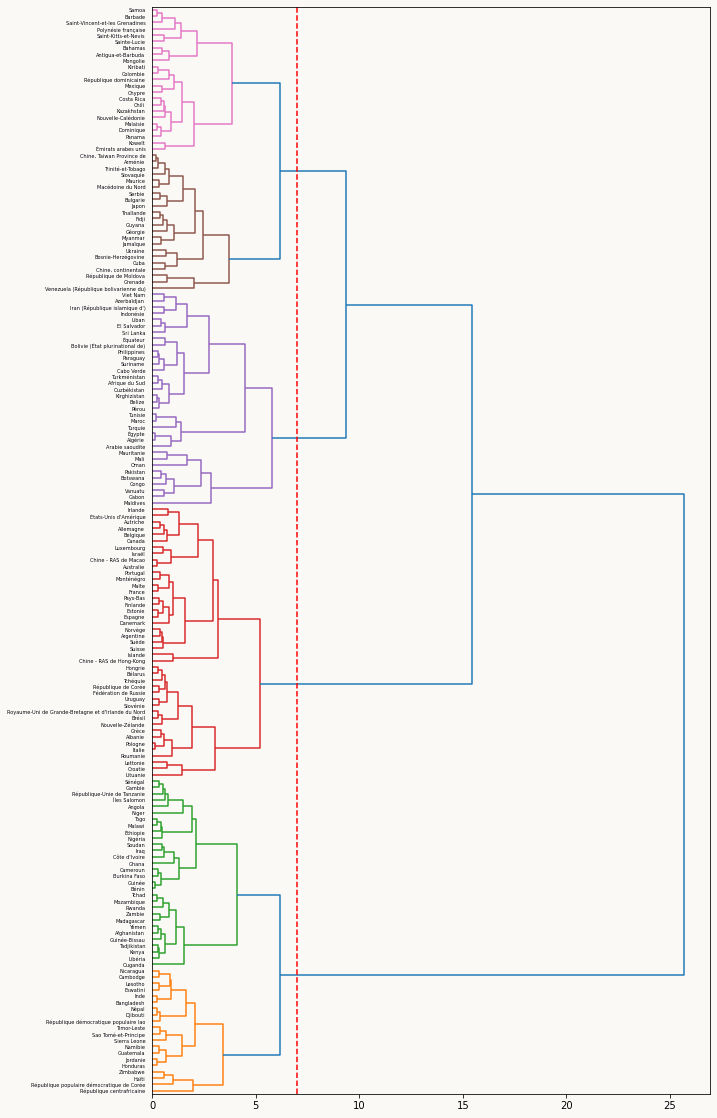 Samoa
Barbade
Saint-Vincent-et-les Grenadines
Polynésie française
Saint-Kitts-et-Nevis
Sainte-Lucie
Bahamas
Antigua-et-Barbuda
Mongolie
Kiribati
Colombie
République dominicaine
Mexique
Chypre
Costa Rica
Chili
Kazakhstan
Nouvelle-Calédonie
Malaisie
Dominique
Panama
Koweït
Émirats arabes unis
Chine, Taiwan Province de
Arménie
Trinité-et-Tobago
Slovaquie
Maurice
Macédoine du Nord
Serbie
Bulgarie
Japon
Thaïlande
Fidji
Guyana
Géorgie
Myanmar
Jamaïque
Ukraine
Bosnie-Herzégovine
Cuba
Chine, continentale
République de Moldova
Grenade
Venezuela (République bolivarienne du)
Viet Nam
Azerbaïdjan
Iran (République islamique d')
Indonésie
Liban
El Salvador
Sri Lanka
Équateur
Bolivie (État plurinational de)
Philippines
Paraguay
Suriname
Cabo Verde
Turkménistan
Afrique du Sud
Ouzbékistan
Kirghizistan
Belize
Pérou
Tunisie
Maroc
Turquie
Égypte
Algérie
Arabie saoudite
Mauritanie
Mali
Oman
Pakistan
Botswana
Congo
Vanuatu
Gabon
Maldives
Irlande
États-Unis d'Amérique
Autriche
Allemagne
Belgique
Canada
Luxembourg
Israël
Chine - RAS de Macao
Australie
Portugal
Monténégro
Malte
France
Pays-Bas
Finlande
Estonie
Espagne
Danemark
Norvège
Argentine
Suède
Suisse
Islande
Chine - RAS de Hong-Kong
Hongrie
Bélarus
Tchéquie
République de Corée
Fédération de Russie
Uruguay
Slovénie
Royaume-Uni de Grande-Bretagne et d'Irlande du Nord
Brésil
Nouvelle-Zélande
Grèce
Albanie
Pologne
Italie
Roumanie
Lettonie
Croatie
Lituanie
Sénégal
Gambie
République-Unie de Tanzanie
Îles Salomon
Angola
Niger
Togo
Malawi
Éthiopie
Nigéria
Soudan
Iraq
Côte d'Ivoire
Ghana
Cameroun
Burkina Faso
Guinée
Bénin
Tchad
Mozambique
Rwanda
Zambie
Madagascar
Yémen
Afghanistan
Guinée-Bissau
Tadjikistan
Kenya
Libéria
Ouganda
Nicaragua
Cambodge
Lesotho
Eswatini
Inde
Bangladesh
Népal
Djibouti
République démocratique populaire lao
Timor-Leste
Sao Tomé-et-Principe
Sierra Leone
Namibie
Guatemala
Jordanie
Honduras
Zimbabwe
Haïti
République populaire démocratique de Corée
République centrafricaine
0 5 10 15 20 25